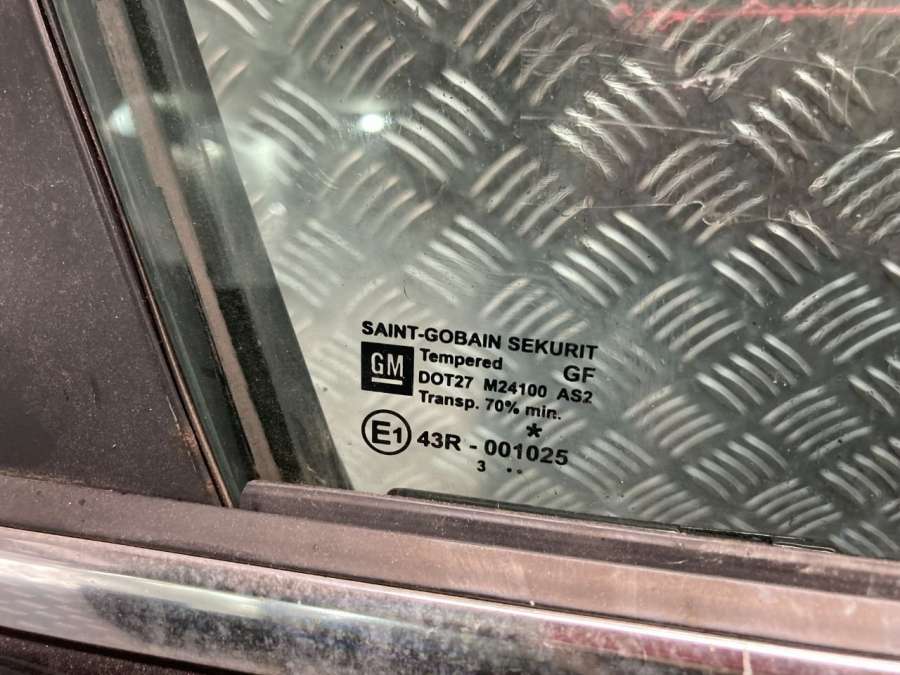 SAINT-GOBAIN SEKURIT
GM Tempered GF
DOT27 M24100 AS2
Transp. 70% min.
*
E1 43R - 001025
3 ..